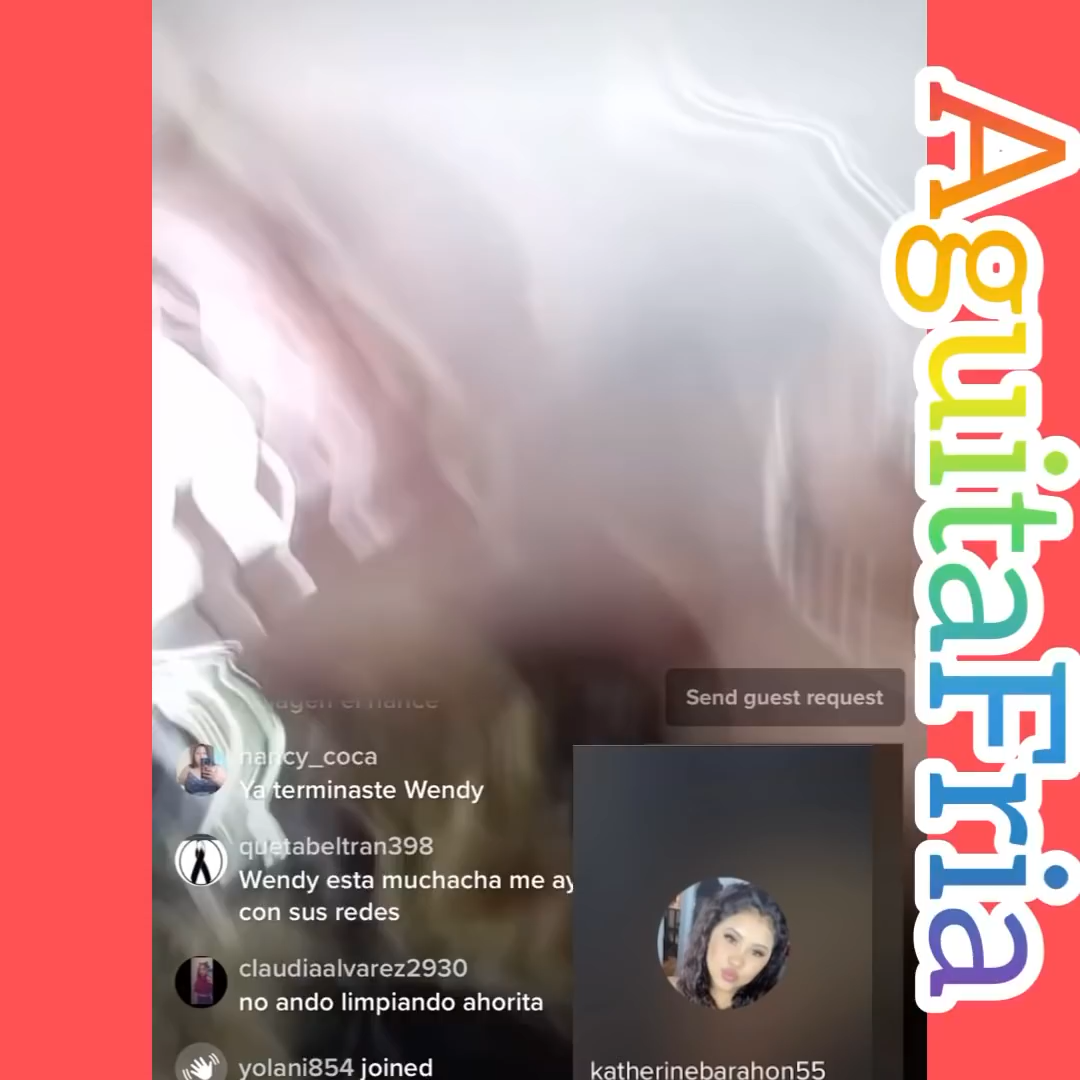 AguitaFria
Send guest request
nancy_coca
Ya terminaste Wendy
quetabeltran398
Wendy esta muchacha me ay
con sus redes
claudiaalvarez2930
no ando limpiando ahorita
yolani854 joined
katherinebarahon55